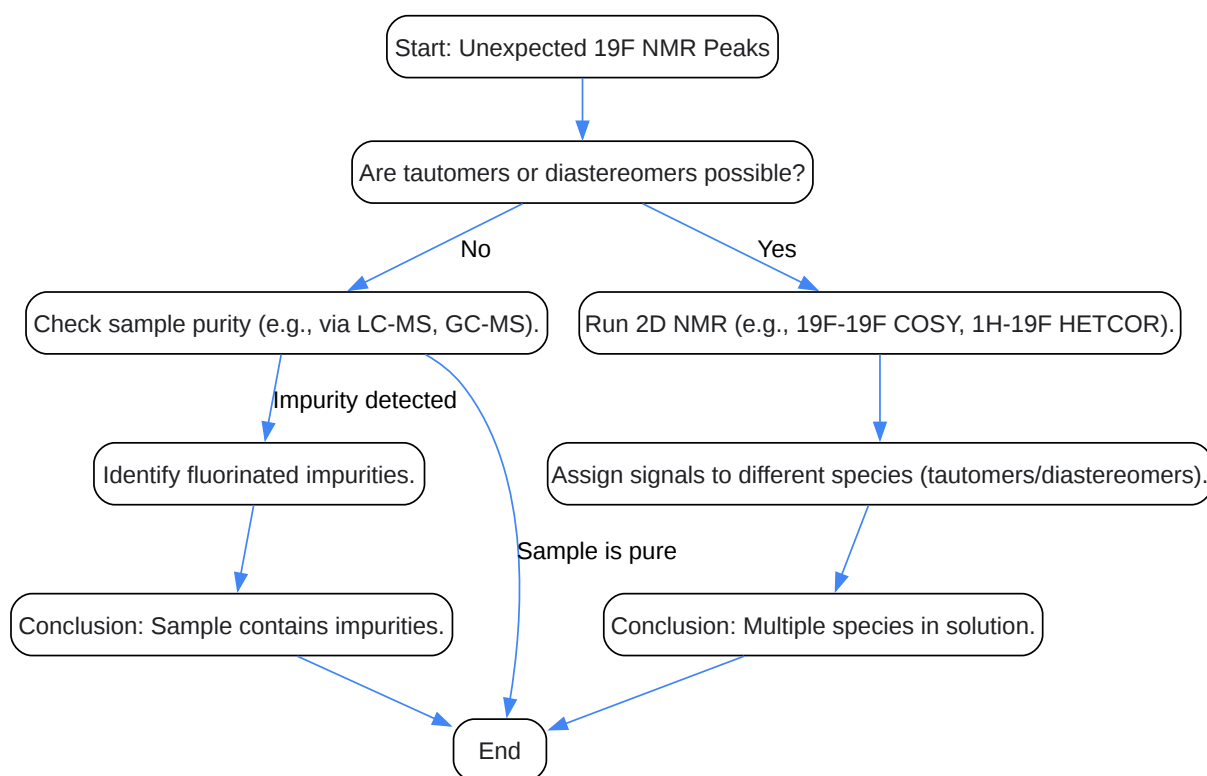 Start: Unexpected 19F NMR Peaks
Are tautomers or diastereomers possible?
No
Yes
Check sample purity (e.g., via LC-MS, GC-MS).
Run 2D NMR (e.g., 19F-19F COSY, 1H-19F HETCOR).
Impurity detected
Identify fluorinated impurities.
Assign signals to different species (tautomers/diastereomers).
Sample is pure
Conclusion: Sample contains impurities.
Conclusion: Multiple species in solution.
End